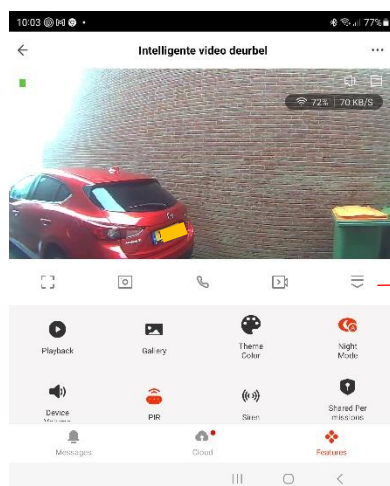 10:03
77%
Intelligente video deurbel
72% 70 KB/S
Playback
Gallery
Theme
Color
Night
Mode
Device
PIR
Siren
Shared Per
missions
Messages
Cloud
Features